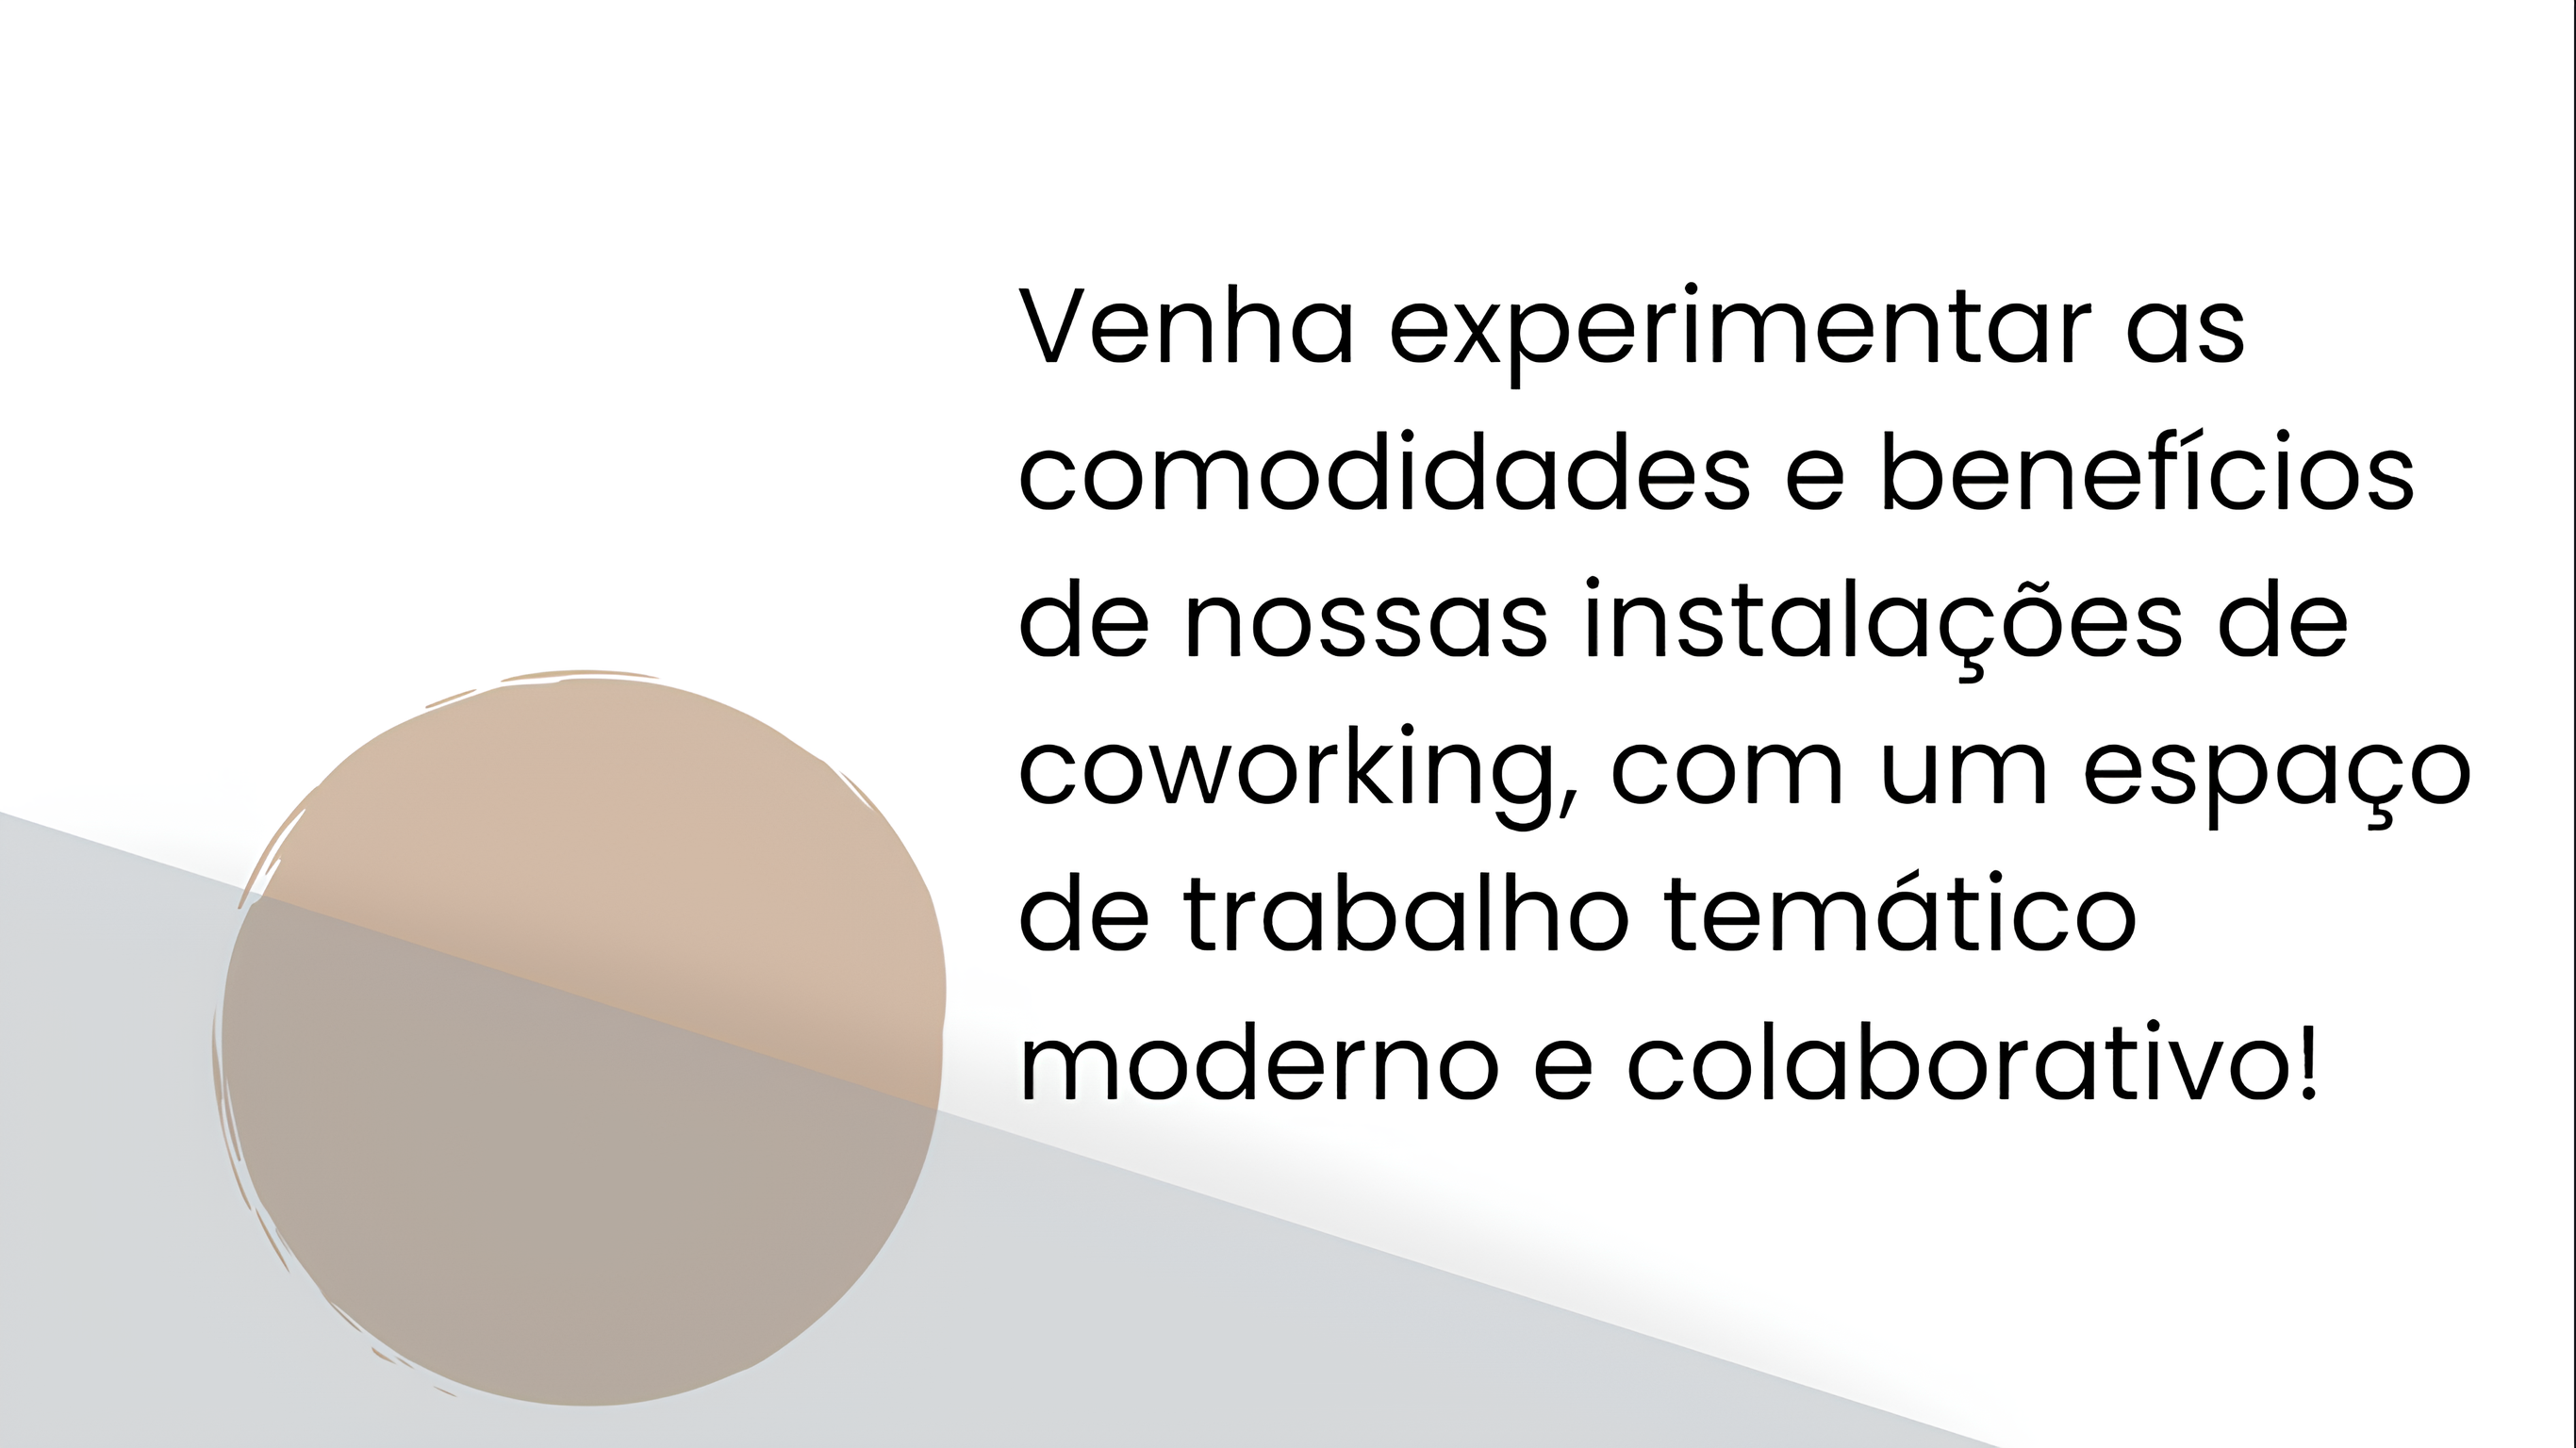 Venha experimentar as
comodidades e benefícios
de nossas instalações de
coworking, com um espaço
de trabalho temático
moderno e colaborativo!